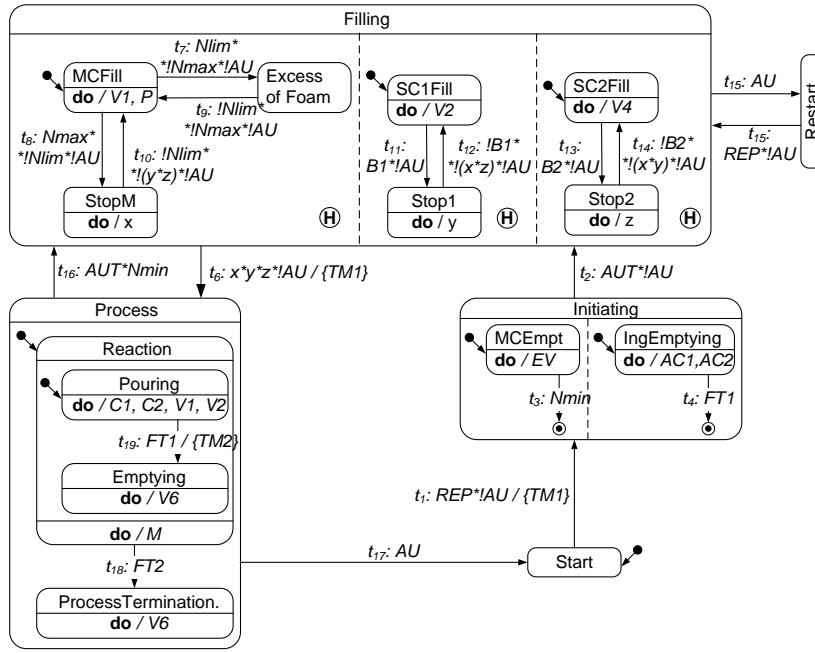 Filling
t7: Nlim*
*!Nmax*!AU
MCFill
do / V1, P
Excess
of Foam
t9: !Nlim*
*!Nmax*!AU
t8: Nmax*
*!Nlim*!AU
t10: !Nlim*
*!(y*z)*!AU
StopM
do / x
H
SC1Fill
do / V2
t11:
B1*!AU
t12: !B1*
*!(x*z)*!AU
Stop1
do / y
H
SC2Fill
do / V4
t13:
B2*!AU
t14: !B2*
*!(x*y)*!AU
Stop2
do / z
H
t15: AU
t15:
REP*!AU
Restart
t16: AUT*Nmin
t6: x*y*z*!AU / {TM1}
t2: AUT*!AU
Process
Reaction
Pouring
do / C1, C2, V1, V2
t19: FT1 / {TM2}
Emptying
do / V6
do / M
t18: FT2
ProcessTermination.
do / V6
Initiating
MCEmpt
do / EV
t3: Nmin
IngEmptying
do / AC1,AC2
t4: FT1
t1: REP*!AU / {TM1}
t17: AU
Start